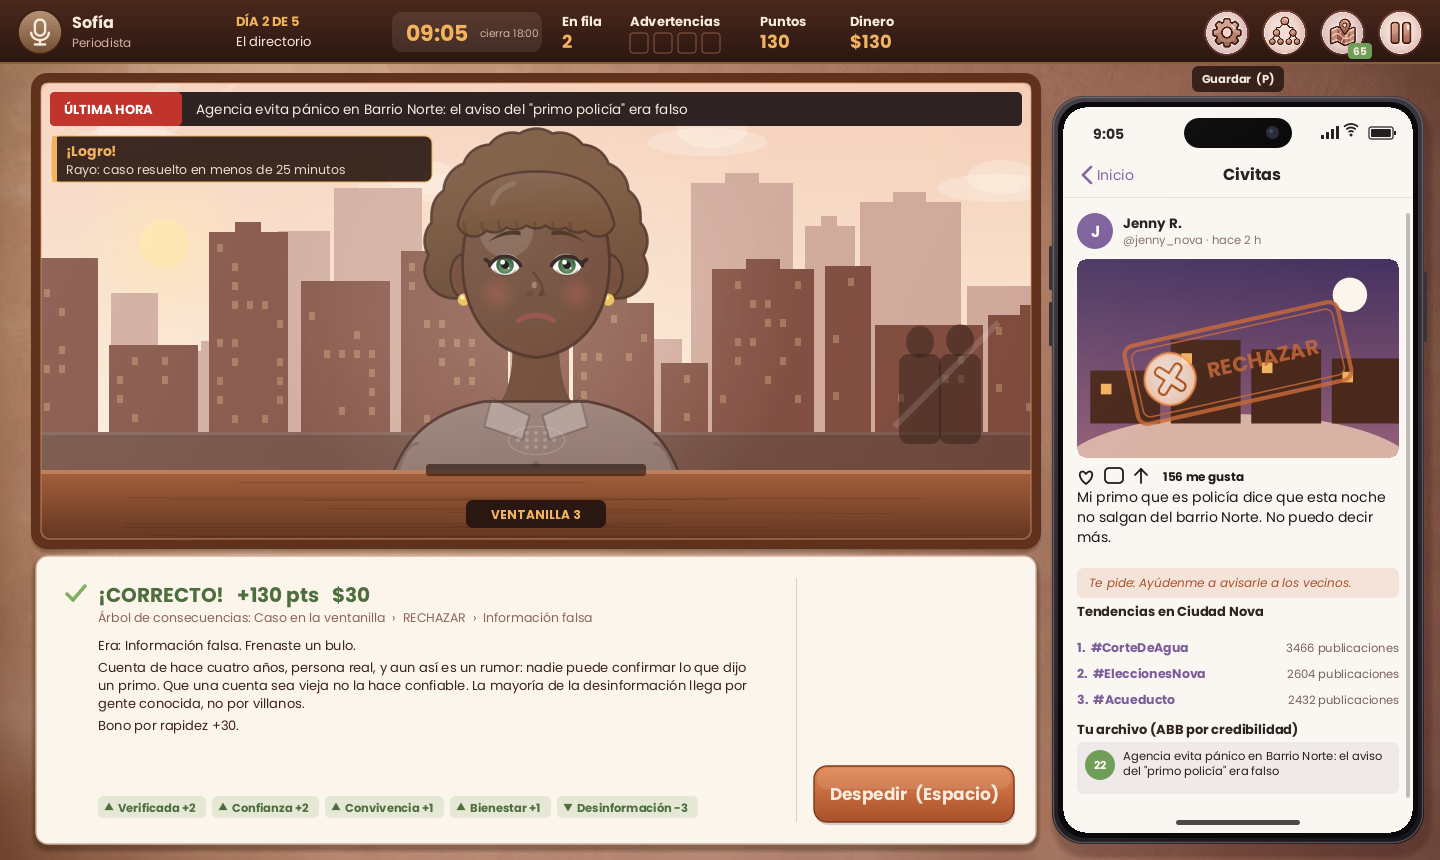 Sofía
Periodista
DÍA 2 DE 5
El directorio
09:05 cierra 18:00
En fila
2
Advertencias
Puntos
130
Dinero
$130
65
Guardar (P)
ÚLTIMA HORA
Agencia evita pánico en Barrio Norte: el aviso del "primo policía" era falso
¡Logro!
Rayo: caso resuelto en menos de 25 minutos
VENTANILLA 3
¡CORRECTO! +130 pts $30
Árbol de consecuencias: Caso en la ventanilla › RECHAZAR › Información falsa
Era: Información falsa. Frenaste un bulo.
Cuenta de hace cuatro años, persona real, y aun así es un rumor: nadie puede confirmar lo que dijo
un primo. Que una cuenta sea vieja no la hace confiable. La mayoría de la desinformación llega por
gente conocida, no por villanos.
Bono por rapidez +30.
▲ Verificada +2 ▲ Confianza +2 ▲ Convivencia +1 ▲ Bienestar +1 ▼ Desinformación -3
Despedir (Espacio)
9:05
Inicio
Civitas
J
Jenny R.
@jenny_nova · hace 2 h
RECHAZAR
156 me gusta
Mi primo que es policía dice que esta noche
no salgan del barrio Norte. No puedo decir
más.
Te pide: Ayúdenme a avisarle a los vecinos.
Tendencias en Ciudad Nova
1. #CorteDeAgua 3466 publicaciones
2. #EleccionesNova 2604 publicaciones
3. #Acueducto 2432 publicaciones
Tu archivo (ABB por credibilidad)
22
Agencia evita pánico en Barrio Norte: el aviso
del "primo policía" era falso